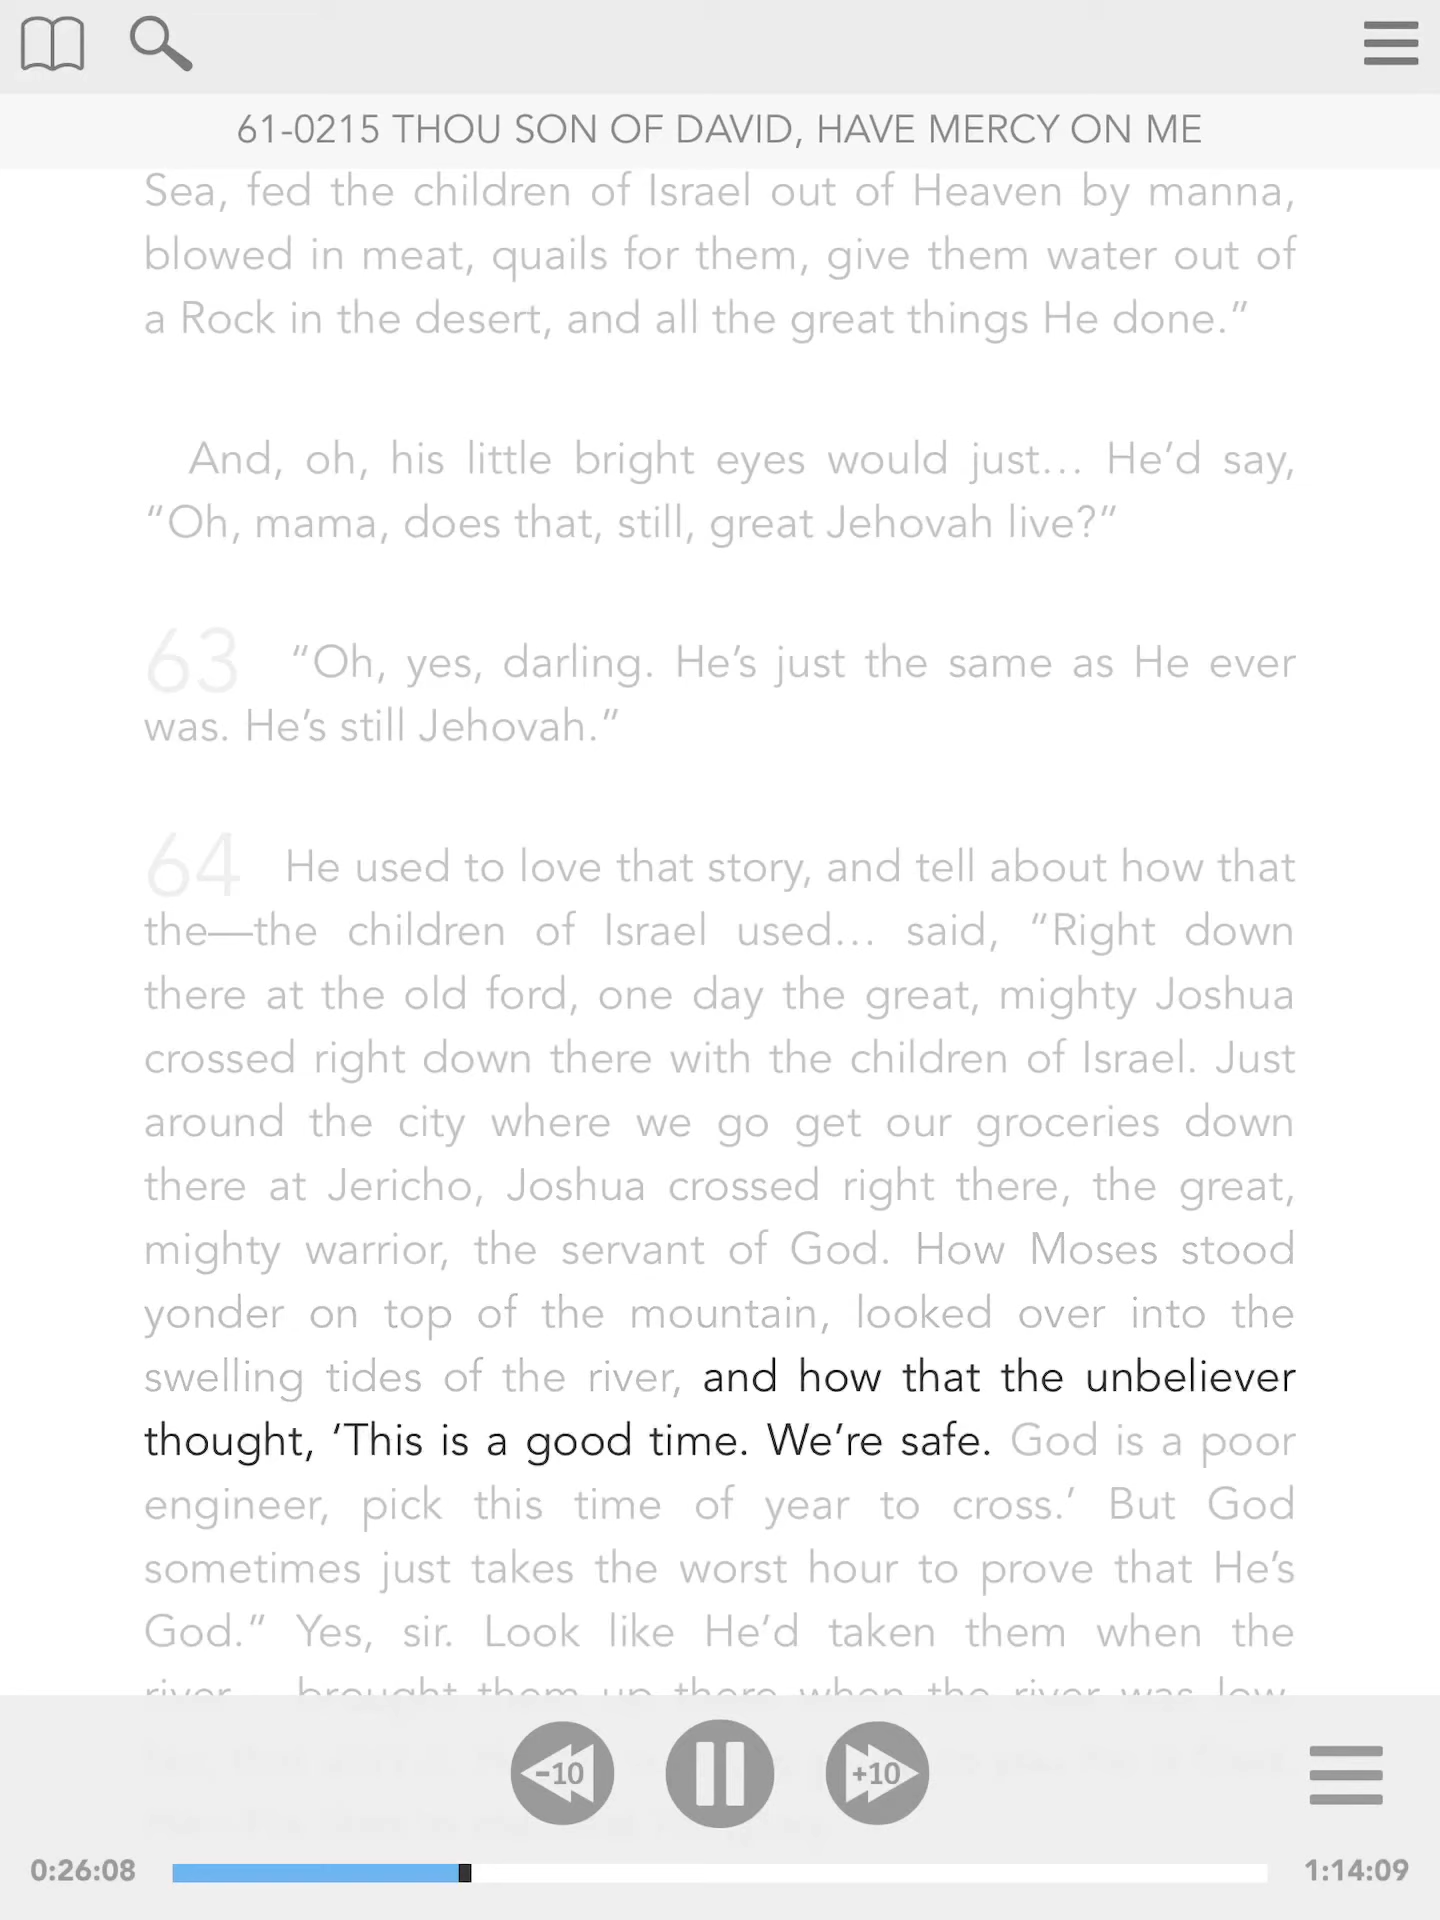 61-0215 THOU SON OF DAVID, HAVE MERCY ON ME
Sea, fed the children of Israel out of Heaven by manna,
blowed in meat, quails for them, give them water out of
a Rock in the desert, and all the great things He done.”
And, oh, his little bright eyes would just… He’d say,
“Oh, mama, does that, still, great Jehovah live?”
63 “Oh, yes, darling. He’s just the same as He ever
was. He’s still Jehovah.”
64 He used to love that story, and tell about how that
the—the children of Israel used… said, “Right down
there at the old ford, one day the great, mighty Joshua
crossed right down there with the children of Israel. Just
around the city where we go get our groceries down
there at Jericho, Joshua crossed right there, the great,
mighty warrior, the servant of God. How Moses stood
yonder on top of the mountain, looked over into the
swelling tides of the river, and how that the unbeliever
thought, ‘This is a good time. We’re safe. God is a poor
engineer, pick this time of year to cross.’ But God
sometimes just takes the worst hour to prove that He’s
God.” Yes, sir. Look like He’d taken them when the
river… brought them up there when the river was low,
-10 +10
0:26:08 1:14:09